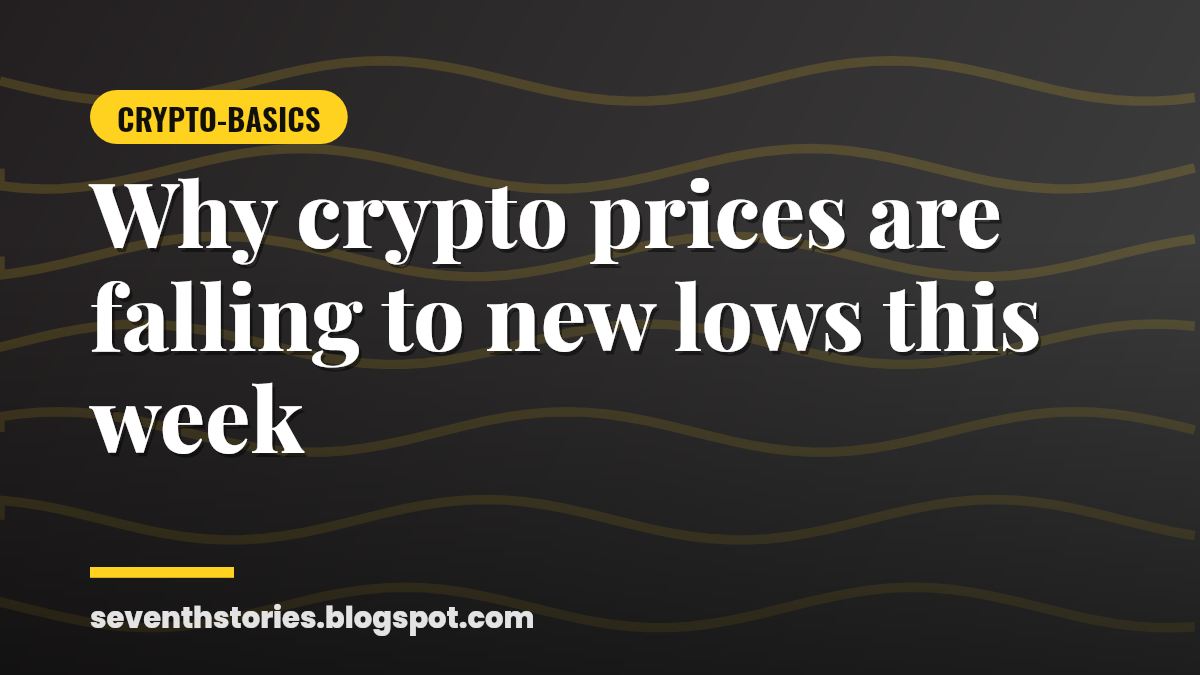 CRYPTO-BASICS
Why crypto prices are
falling to new lows this
week
seventhstories.blogspot.com